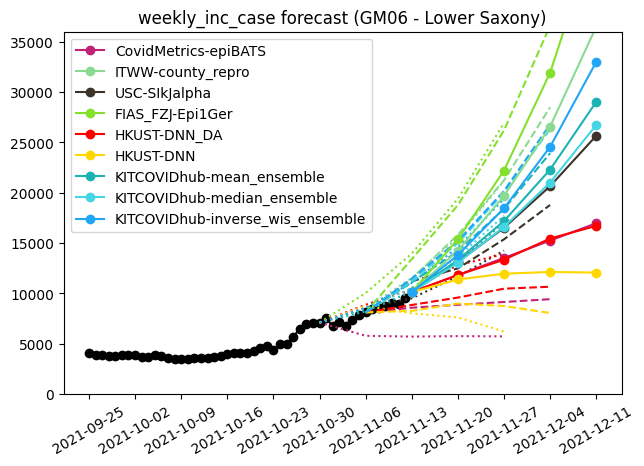 weekly_inc_case forecast (GM06 - Lower Saxony)
35000
30000
25000
20000
15000
10000
5000
0
CovidMetrics-epiBATS
ITWW-county_repro
USC-SIkJalpha
FIAS_FZJ-Epi1Ger
HKUST-DNN_DA
HKUST-DNN
KITCOVIDhub-mean_ensemble
KITCOVIDhub-median_ensemble
KITCOVIDhub-inverse_wis_ensemble
2021-09-25
2021-10-02
2021-10-09
2021-10-16
2021-10-23
2021-10-30
2021-11-06
2021-11-13
2021-11-20
2021-11-27
2021-12-04
2021-12-11